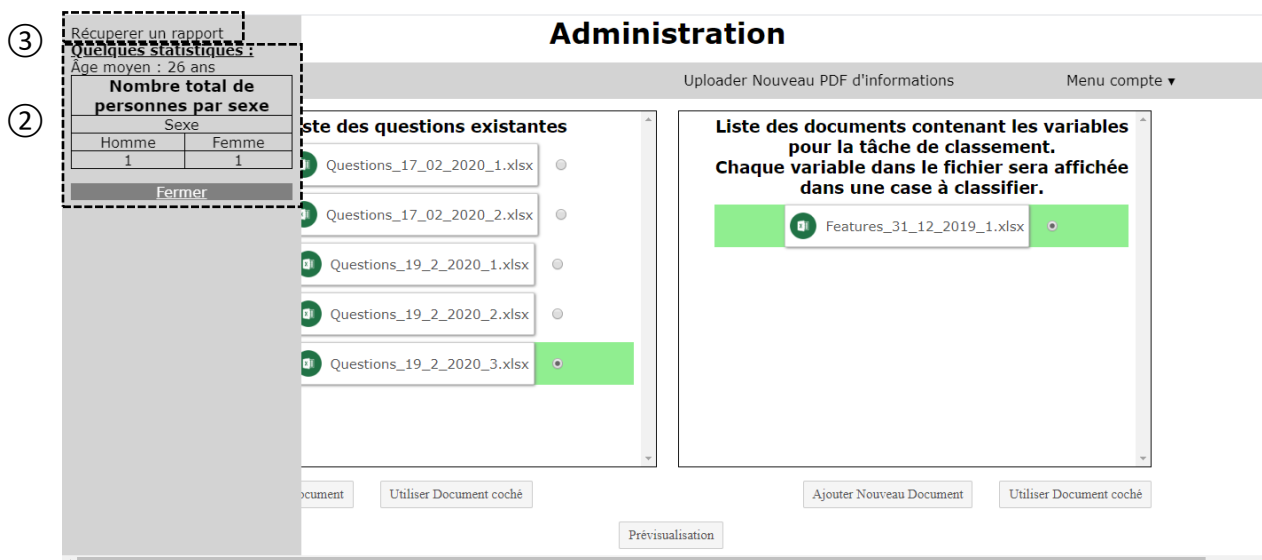 Administration
③
Récuperer un rapport
Quelques statistiques :
Âge moyen : 26 ans
Nombre total de
personnes par sexe
Sexe
Homme Femme
1 1
②
Fermer
Uploader Nouveau PDF d'informations Menu compte ▾
ste des questions existantes
Questions_17_02_2020_1.xlsx
Questions_17_02_2020_2.xlsx
Questions_19_2_2020_1.xlsx
Questions_19_2_2020_2.xlsx
Questions_19_2_2020_3.xlsx
ocument
Utiliser Document coché
Liste des documents contenant les variables
pour la tâche de classement.
Chaque variable dans le fichier sera affichée
dans une case à classifier.
Features_31_12_2019_1.xlsx
Ajouter Nouveau Document
Utiliser Document coché
Prévisualisation